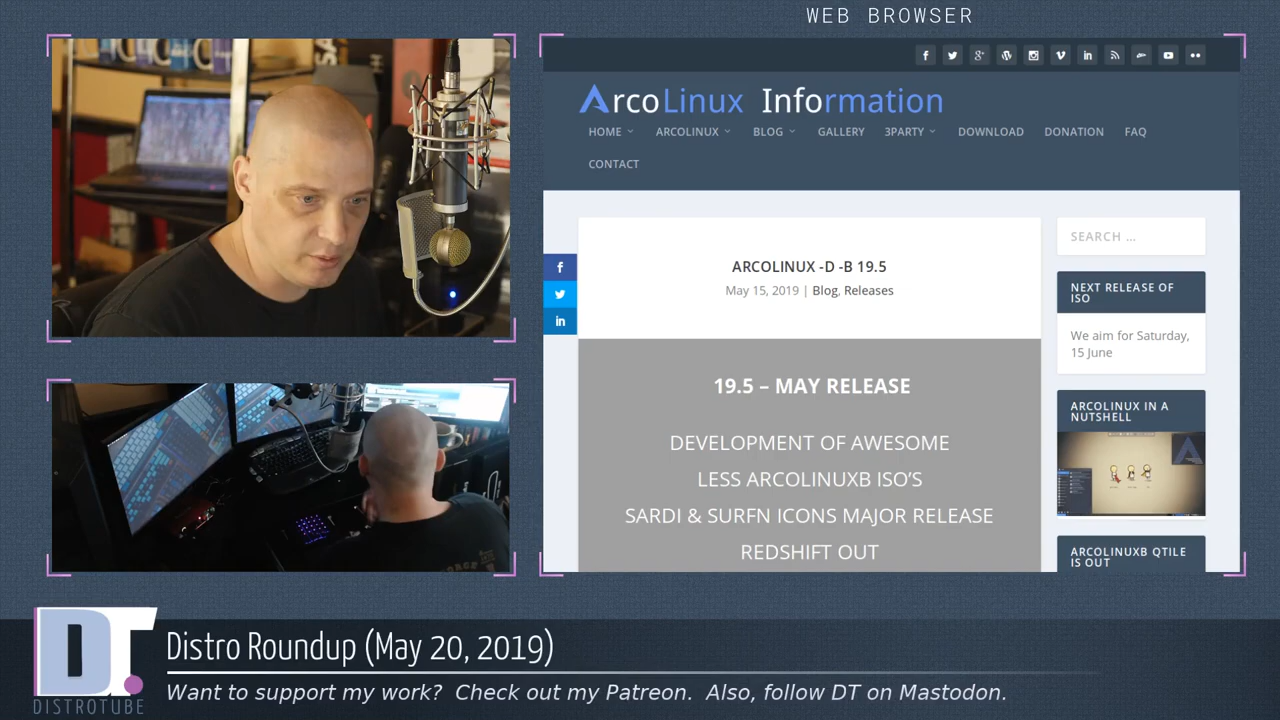 WEB BROWSER
ArcoLinux Information
HOME ARCOLINUX BLOG GALLERY 3PARTY DOWNLOAD DONATION FAQ
CONTACT
ARCOLINUX -D -B 19.5
May 15, 2019 | Blog, Releases
19.5 – MAY RELEASE
DEVELOPMENT OF AWESOME
LESS ARCOLINUXB ISO'S
SARDI & SURFN ICONS MAJOR RELEASE
REDSHIFT OUT
SEARCH …
NEXT RELEASE OF
ISO
We aim for Saturday,
15 June
ARCOLINUX IN A
NUTSHELL
ARCOLINUXB QTILE
IS OUT
DT
DISTROTUBE
Distro Roundup (May 20, 2019)
Want to support my work? Check out my Patreon. Also, follow DT on Mastodon.